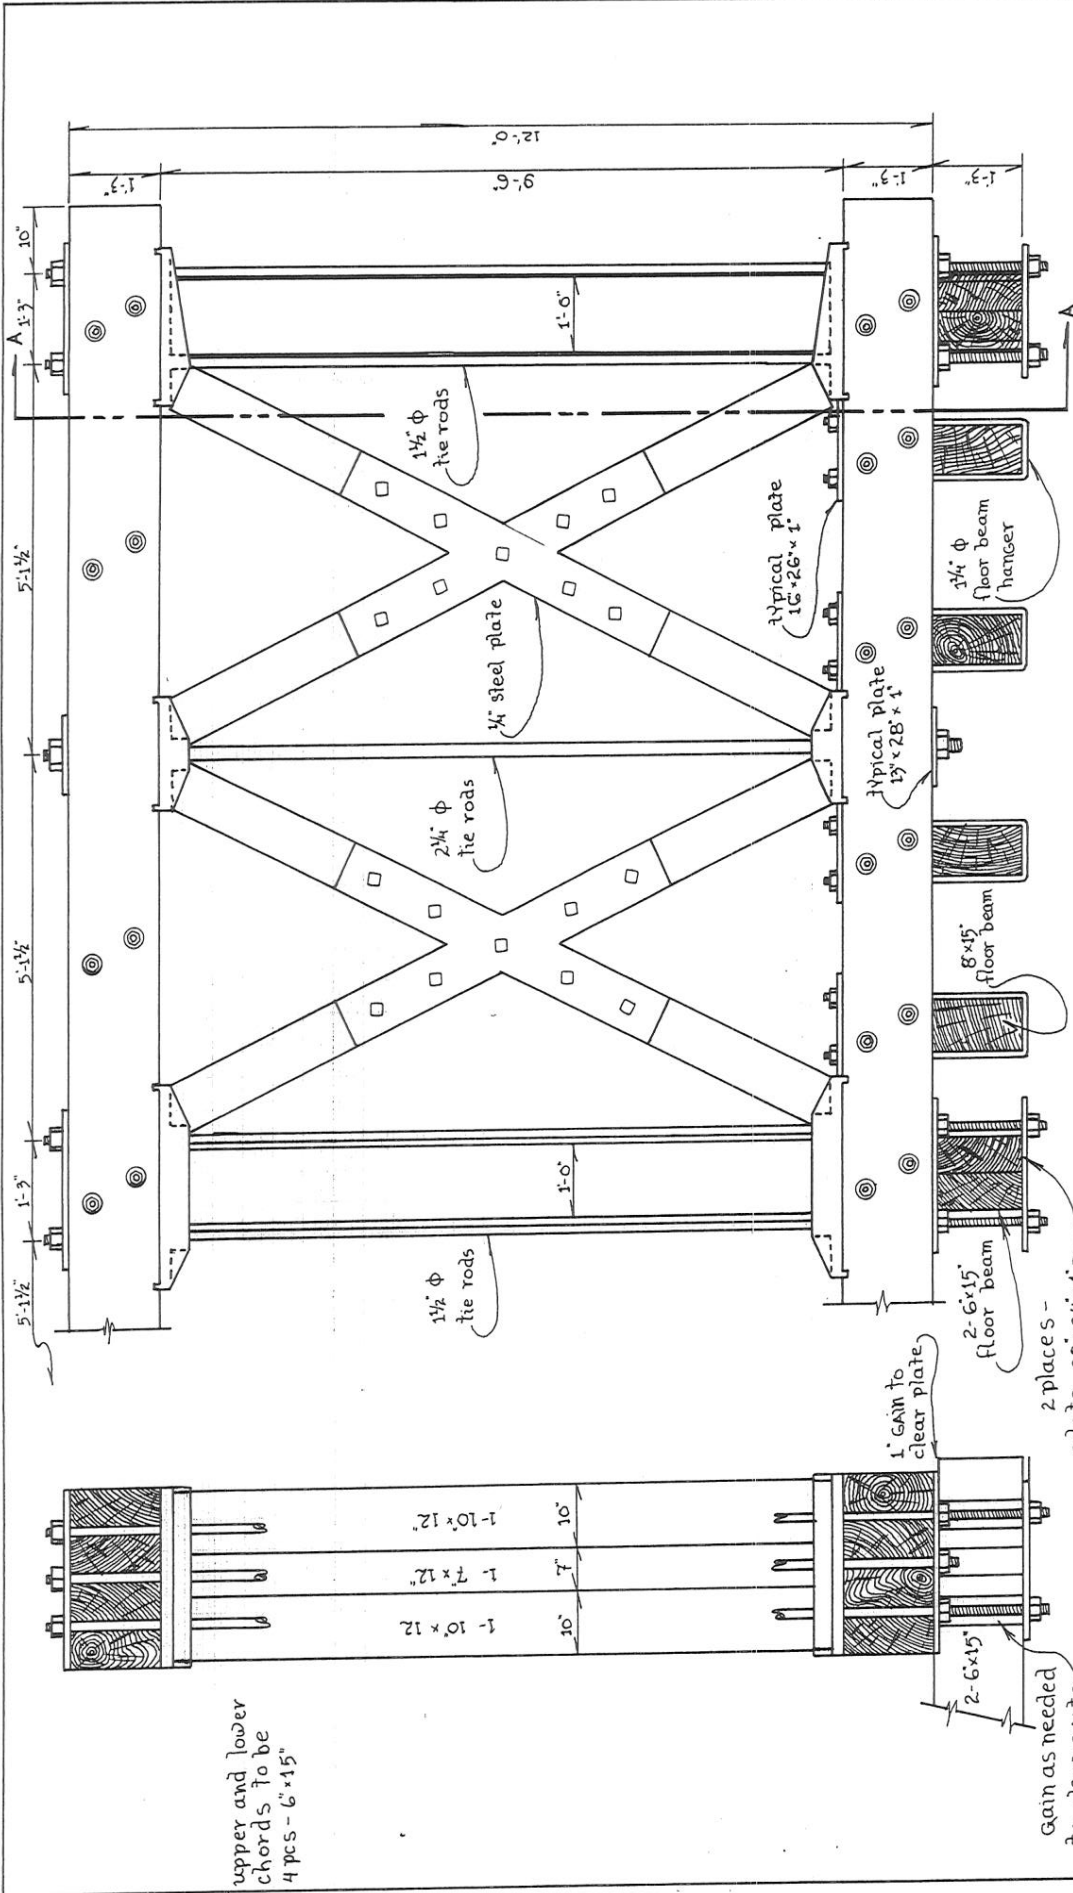 upper and lower
chords to be
4 pcs - 6" x 15"
1 - 10" x 12
1 - 7" x 12"
1 - 10" x 12"
10"
7"
10"
1" GAIN TO
clear plate
2-6"x15"
Gain as needed
5'-1½"
1'-3"
5'-1½"
5'-1½"
1'-3"
10"
A
1½" Φ
tie rods
1'-0"
2¼" Φ
tie rods
¼" steel plate
1½" Φ
tie rods
1'-0"
1'-3"
9'-6"
12'-0"
1'-3"
1'-3"
typical plate
16" x 26" x 1"
typical plate
13" x 28" x 1"
2-6"x15"
floor beam
8"x15"
floor beam
1¼" Φ
floor beam
hanger
A
2 places -